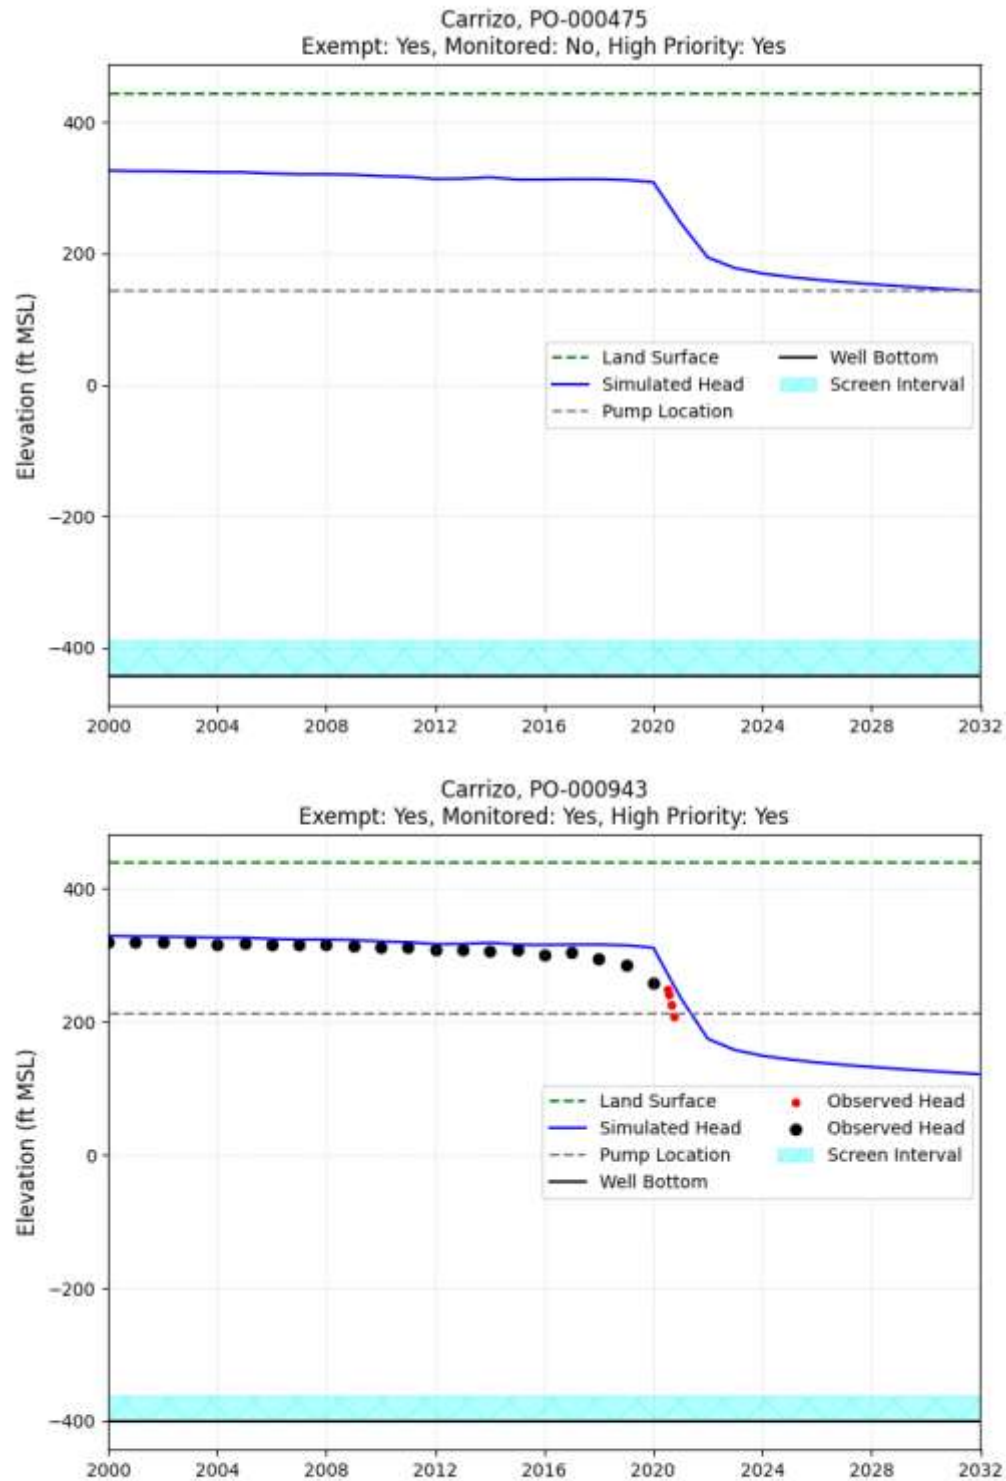 Carrizo, PO-000475
Exempt: Yes, Monitored: No, High Priority: Yes
Elevation (ft MSL)
400
200
0
−200
−400
Land Surface
Simulated Head
Pump Location
Well Bottom
Screen Interval
2000 2004 2008 2012 2016 2020 2024 2028 2032
Carrizo, PO-000943
Exempt: Yes, Monitored: Yes, High Priority: Yes
Elevation (ft MSL)
400
200
0
−200
−400
Land Surface
Simulated Head
Pump Location
Well Bottom
Observed Head
Observed Head
Screen Interval
2000 2004 2008 2012 2016 2020 2024 2028 2032